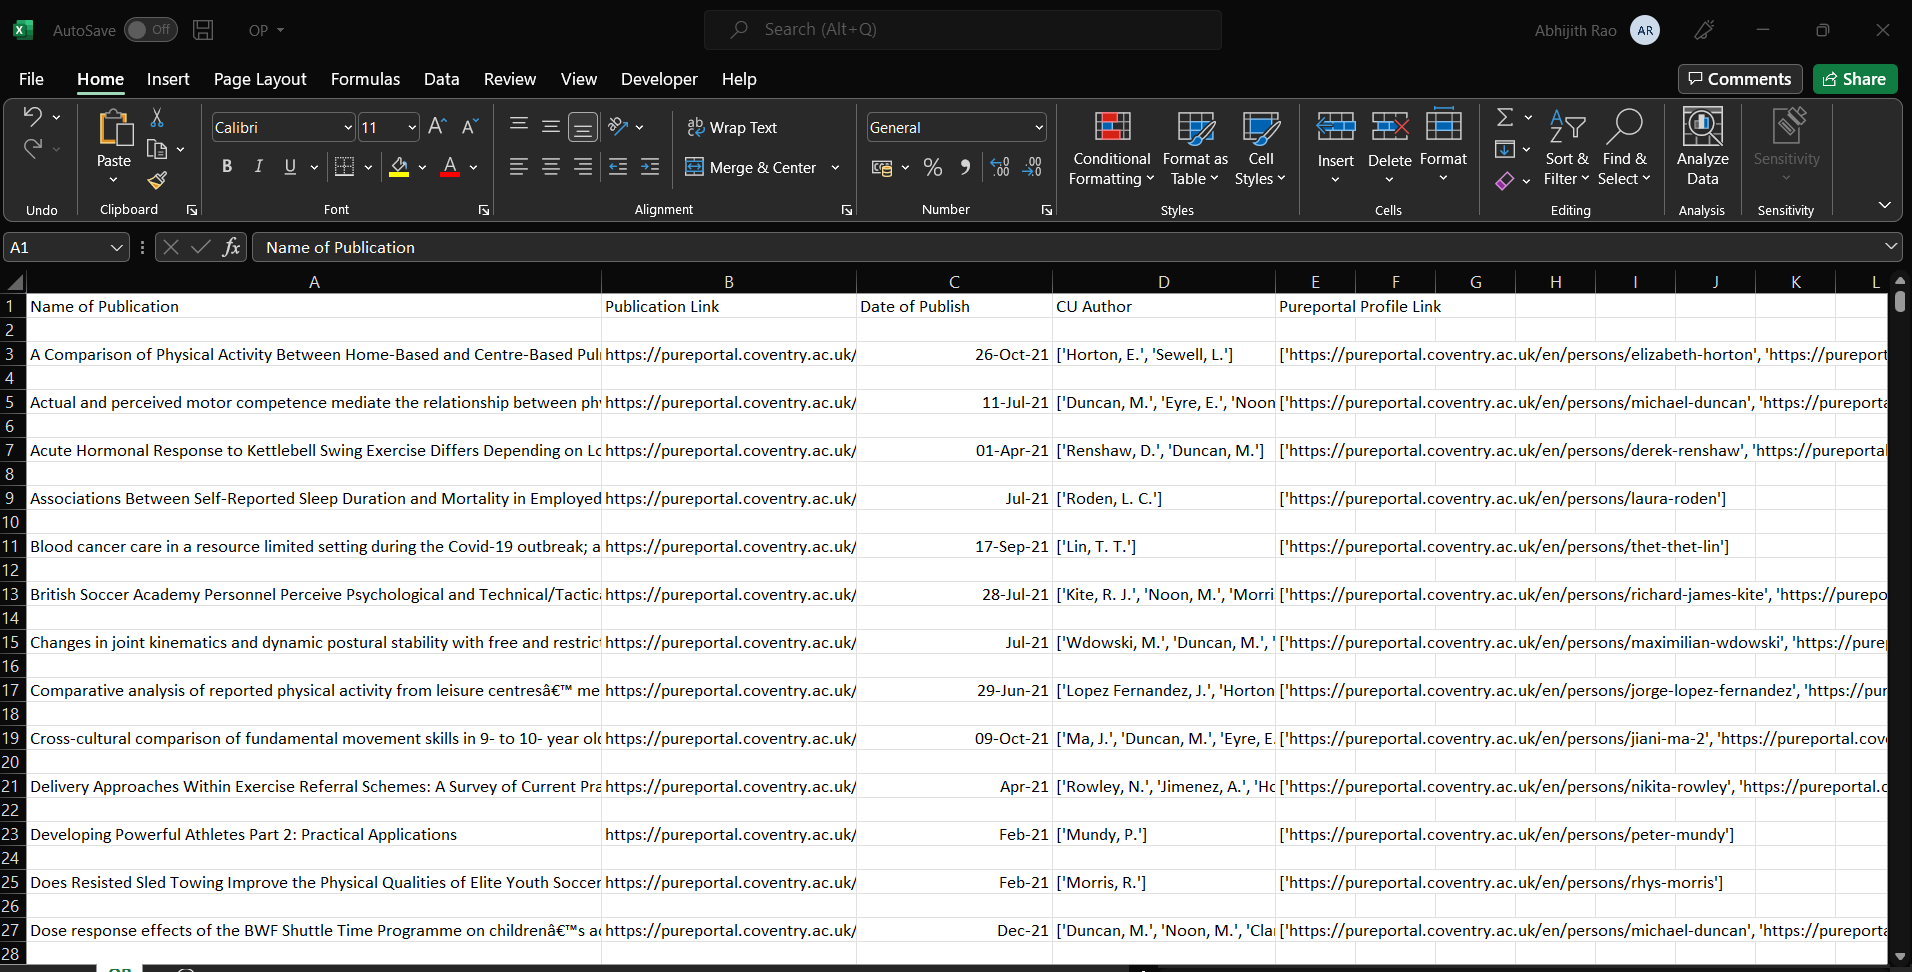 AutoSave Off OP Search (Alt+Q) Abhijith Rao AR
File Home Insert Page Layout Formulas Data Review View Developer Help Comments Share
Calibri 11 Wrap Text General
Paste B I U A Merge & Center % Conditional Formatting Format as Table Cell Styles Insert Delete Format Sort & Filter Find & Select Analyze Data Sensitivity
Undo Clipboard Font Alignment Number Styles Cells Editing Analysis Sensitivity
A1 fx Name of Publication
A B C D E F G H I J K L
1 Name of Publication Publication Link Date of Publish CU Author Pureportal Profile Link
2
3 A Comparison of Physical Activity Between Home-Based and Centre-Based https://pureportal.coventry.ac.uk/ 26-Oct-21 ['Horton, E.', 'Sewell, L.'] ['https://pureportal.coventry.ac.uk/en/persons/elizabeth-horton', 'https://pureport
4
5 Actual and perceived motor competence mediate the relationship between https://pureportal.coventry.ac.uk/ 11-Jul-21 ['Duncan, M.', 'Eyre, E.', 'Noon ['https://pureportal.coventry.ac.uk/en/persons/michael-duncan', 'https://pureporta
6
7 Acute Hormonal Response to Kettlebell Swing Exercise Differs Depending on https://pureportal.coventry.ac.uk/ 01-Apr-21 ['Renshaw, D.', 'Duncan, M.'] ['https://pureportal.coventry.ac.uk/en/persons/derek-renshaw', 'https://pureportal
8
9 Associations Between Self-Reported Sleep Duration and Mortality in Employed https://pureportal.coventry.ac.uk/ Jul-21 ['Roden, L. C.'] ['https://pureportal.coventry.ac.uk/en/persons/laura-roden']
10
11 Blood cancer care in a resource limited setting during the Covid-19 outbreak; a https://pureportal.coventry.ac.uk/ 17-Sep-21 ['Lin, T. T.'] ['https://pureportal.coventry.ac.uk/en/persons/thet-thet-lin']
12
13 British Soccer Academy Personnel Perceive Psychological and Technical/Tactica https://pureportal.coventry.ac.uk/ 28-Jul-21 ['Kite, R. J.', 'Noon, M.', 'Morri ['https://pureportal.coventry.ac.uk/en/persons/richard-james-kite', 'https://purepo
14
15 Changes in joint kinematics and dynamic postural stability with free and restric https://pureportal.coventry.ac.uk/ Jul-21 ['Wdowski, M.', 'Duncan, M.', ' ['https://pureportal.coventry.ac.uk/en/persons/maximilian-wdowski', 'https://pure
16
17 Comparative analysis of reported physical activity from leisure centresâ€™ me https://pureportal.coventry.ac.uk/ 29-Jun-21 ['Lopez Fernandez, J.', 'Horton ['https://pureportal.coventry.ac.uk/en/persons/jorge-lopez-fernandez', 'https://pur
18
19 Cross-cultural comparison of fundamental movement skills in 9- to 10- year old https://pureportal.coventry.ac.uk/ 09-Oct-21 ['Ma, J.', 'Duncan, M.', 'Eyre, E. ['https://pureportal.coventry.ac.uk/en/persons/jiani-ma-2', 'https://pureportal.cov
20
21 Delivery Approaches Within Exercise Referral Schemes: A Survey of Current Pra https://pureportal.coventry.ac.uk/ Apr-21 ['Rowley, N.', 'Jimenez, A.', 'Ho ['https://pureportal.coventry.ac.uk/en/persons/nikita-rowley', 'https://pureportal.c
22
23 Developing Powerful Athletes Part 2: Practical Applications https://pureportal.coventry.ac.uk/ Feb-21 ['Mundy, P.'] ['https://pureportal.coventry.ac.uk/en/persons/peter-mundy']
24
25 Does Resisted Sled Towing Improve the Physical Qualities of Elite Youth Soccer https://pureportal.coventry.ac.uk/ Feb-21 ['Morris, R.'] ['https://pureportal.coventry.ac.uk/en/persons/rhys-morris']
26
27 Dose response effects of the BWF Shuttle Time Programme on childrenâ€™s a https://pureportal.coventry.ac.uk/ Dec-21 ['Duncan, M.', 'Noon, M.', 'Cla ['https://pureportal.coventry.ac.uk/en/persons/michael-duncan', 'https://pureporta
28